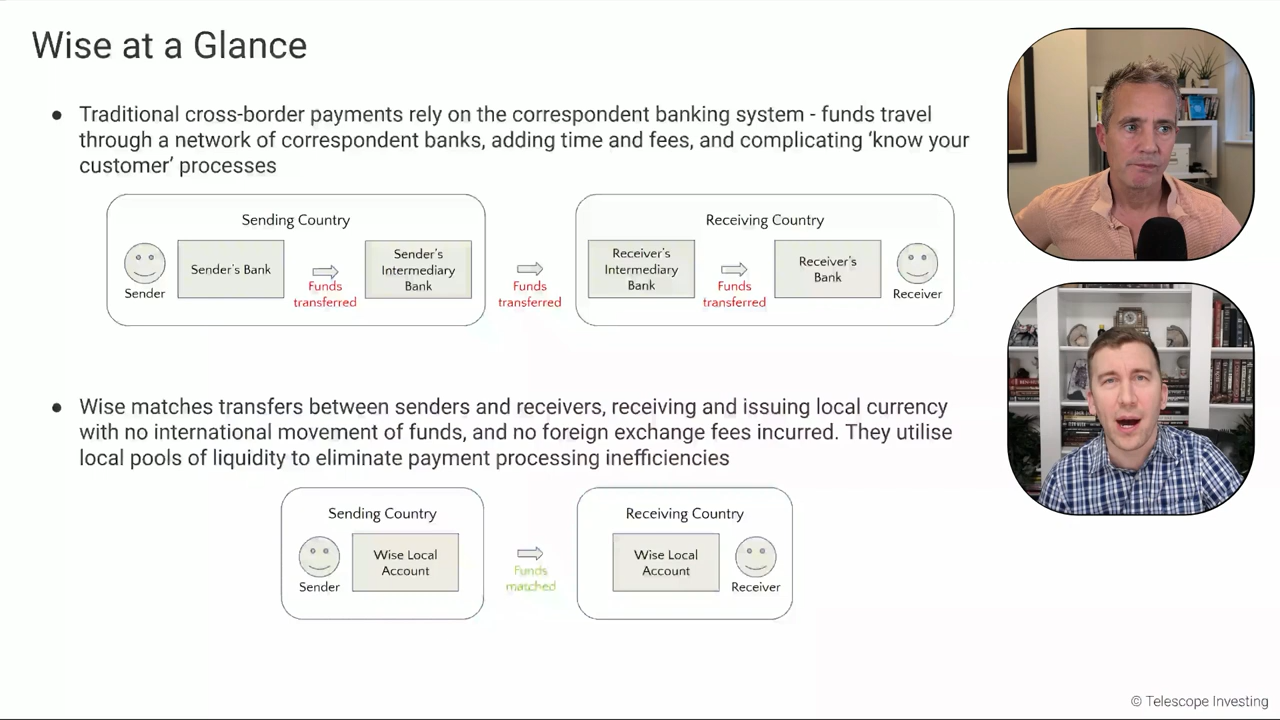 Wise at a Glance
● Traditional cross-border payments rely on the correspondent banking system - funds travel
through a network of correspondent banks, adding time and fees, and complicating ‘know your
customer’ processes
Sending Country
Sender
Sender’s Bank
Funds
transferred
Sender’s
Intermediary
Bank
Funds
transferred
Receiving Country
Receiver’s
Intermediary
Bank
Funds
transferred
Receiver’s
Bank
Receiver
● Wise matches transfers between senders and receivers, receiving and issuing local currency
with no international movement of funds, and no foreign exchange fees incurred. They utilise
local pools of liquidity to eliminate payment processing inefficiencies
Sending Country
Sender
Wise Local
Account
Funds
matched
Receiving Country
Wise Local
Account
Receiver
© Telescope Investing